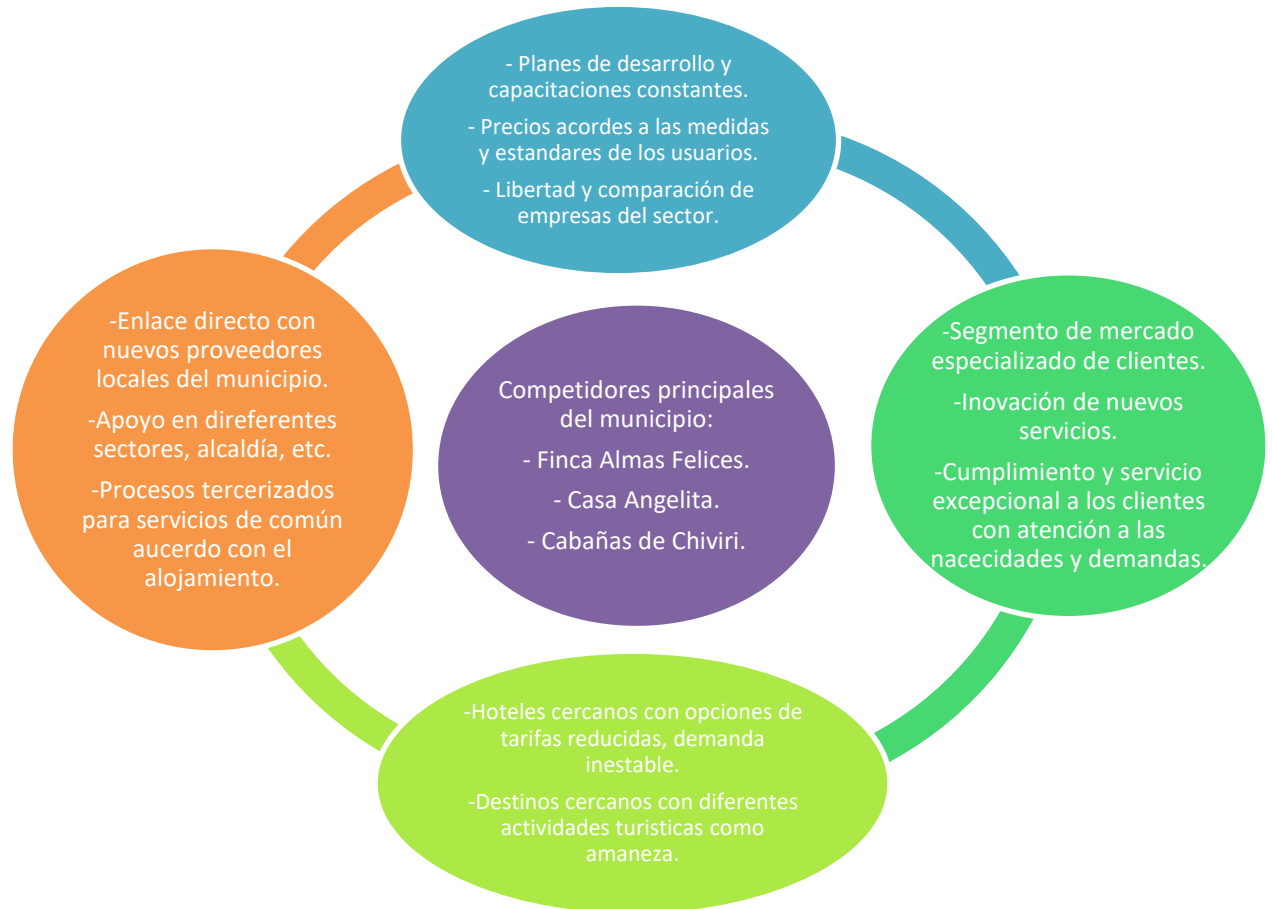 - Planes de desarrollo y
capacitaciones constantes.
- Precios acordes a las medidas
y estandares de los usuarios.
- Libertad y comparación de
empresas del sector.
-Enlace directo con
nuevos proveedores
locales del municipio.
-Apoyo en direferentes
sectores, alcaldía, etc.
-Procesos tercerizados
para servicios de común
aucerdo con el
alojamiento.
Competidores principales
del municipio:
- Finca Almas Felices.
- Casa Angelita.
- Cabañas de Chiviri.
-Segmento de mercado
especializado de clientes.
-Inovación de nuevos
servicios.
-Cumplimiento y servicio
excepcional a los clientes
con atención a las
nacecidades y demandas.
-Hoteles cercanos con opciones de
tarifas reducidas, demanda
inestable.
-Destinos cercanos con diferentes
actividades turisticas como
amaneza.